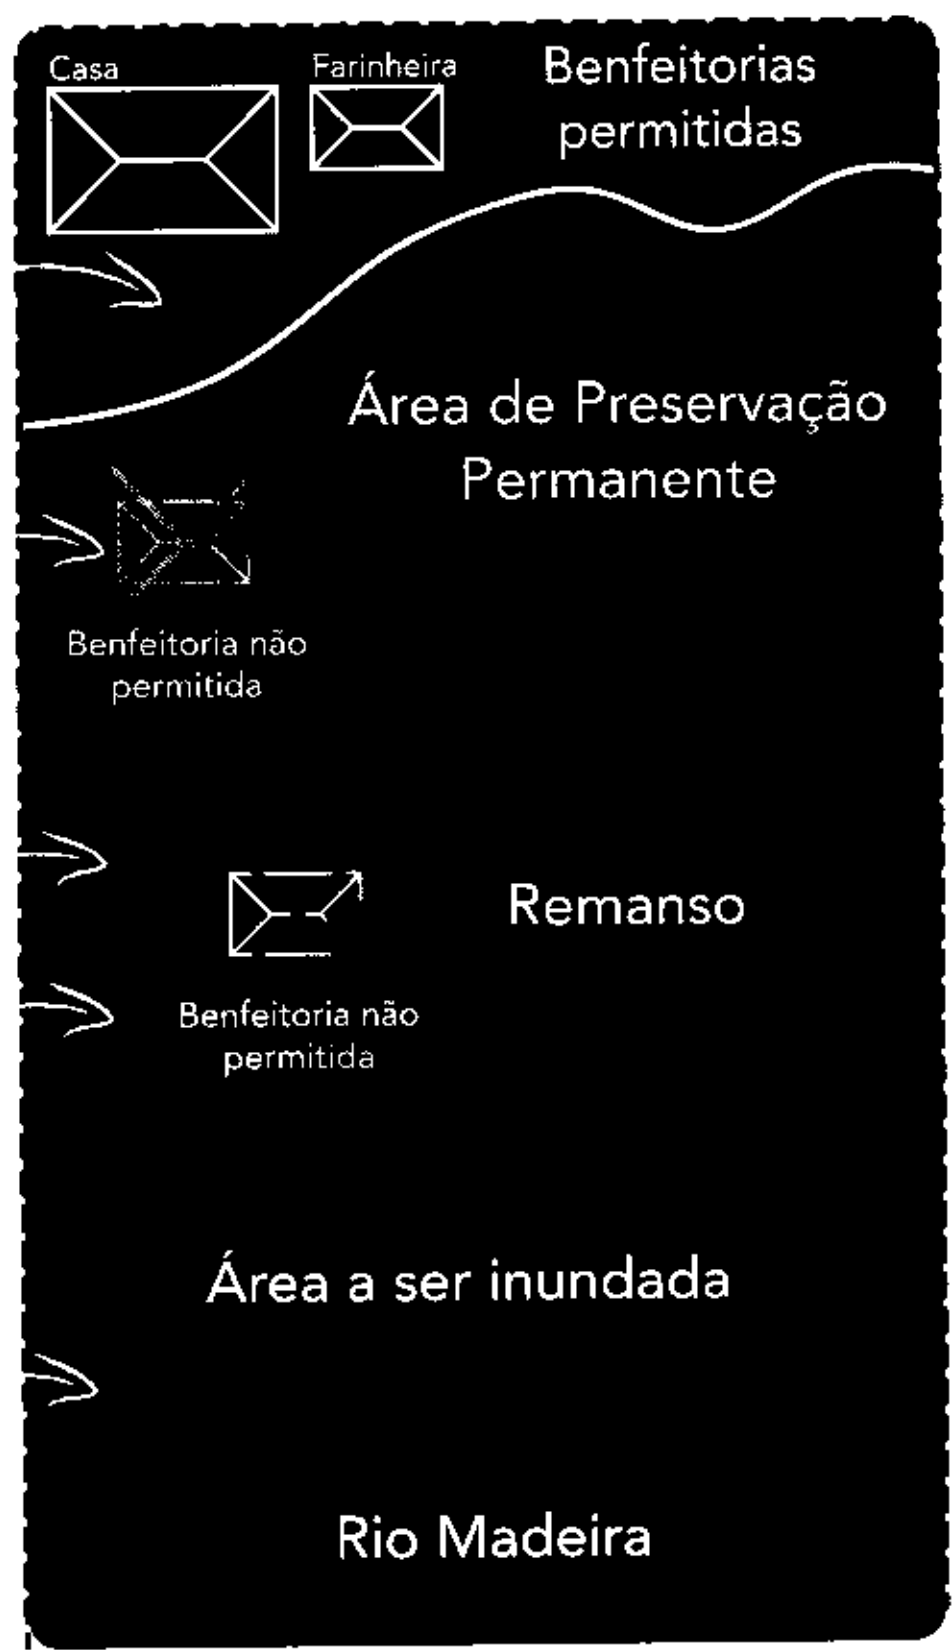 Casa
Farinheira
Benfeitorias
permitidas
Área de Preservação
Permanente
Benfeitoria não
permitida
Remanso
Benfeitoria não
permitida
Área a ser inundada
Rio Madeira